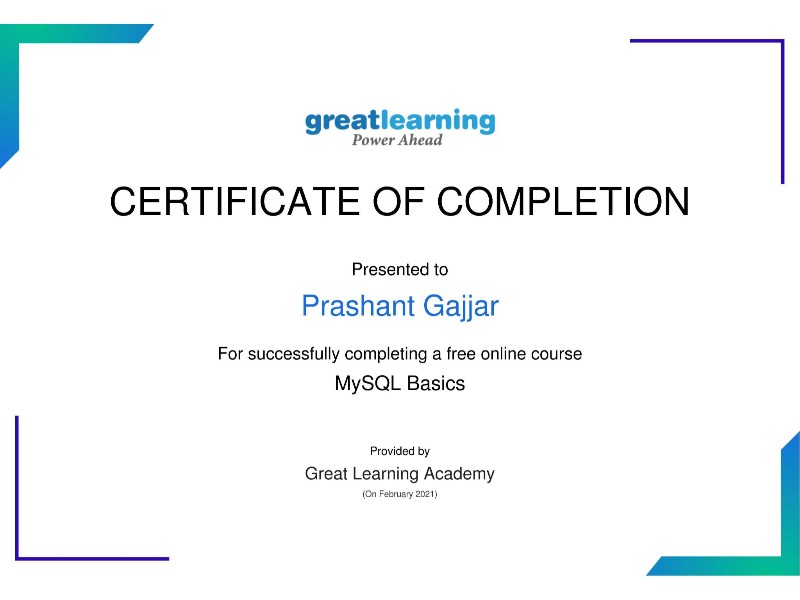 greatlearning
Power Ahead
CERTIFICATE OF COMPLETION
Presented to
Prashant Gajjar
For successfully completing a free online course
MySQL Basics
Provided by
Great Learning Academy
(On February 2021)